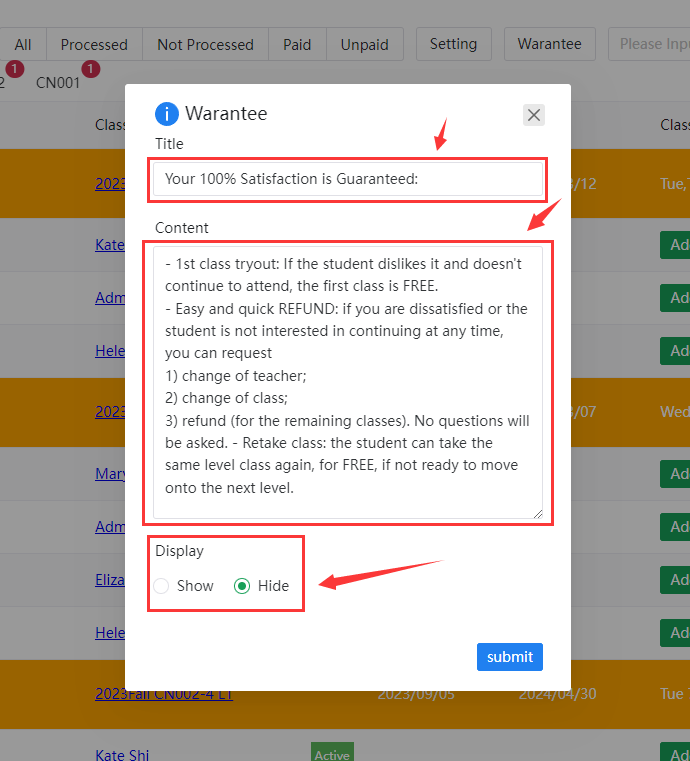 All Processed Not Processed Paid Unpaid Setting Warantee Please Inpu
1 1
2 CN001
Warantee
Title
Your 100% Satisfaction is Guaranteed:
Content
- 1st class tryout: If the student dislikes it and doesn't
continue to attend, the first class is FREE.
- Easy and quick REFUND: if you are dissatisfied or the
student is not interested in continuing at any time,
you can request
1) change of teacher;
2) change of class;
3) refund (for the remaining classes). No questions will
be asked. - Retake class: the student can take the
same level class again, for FREE, if not ready to move
onto the next level.
Display
Show Hide
submit
Class Clas
2023 3/12 Tue,
Kate Ad
Adm Ad
Hele Ad
2023 3/07 Wed
Mary Ad
Adm Ad
Eliza Ad
Hele Ad
2023Fall CN002-4 LT 2023/09/05 2024/04/30 Tue
Kate Shi Active Ad